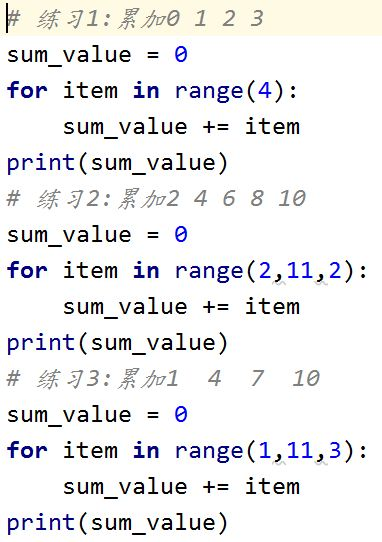 # 练习1:累加0 1 2 3
sum_value = 0
for item in range(4):
    sum_value += item
print(sum_value)
# 练习2:累加2 4 6 8 10
sum_value = 0
for item in range(2,11,2):
    sum_value += item
print(sum_value)
# 练习3:累加1  4  7  10
sum_value = 0
for item in range(1,11,3):
    sum_value += item
print(sum_value)